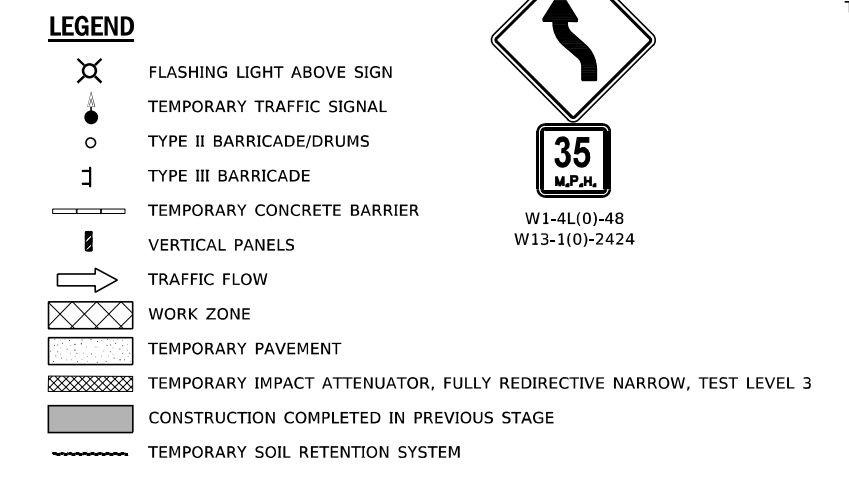 LEGEND
FLASHING LIGHT ABOVE SIGN
TEMPORARY TRAFFIC SIGNAL
TYPE II BARRICADE/DRUMS
TYPE III BARRICADE
TEMPORARY CONCRETE BARRIER
VERTICAL PANELS
TRAFFIC FLOW
WORK ZONE
TEMPORARY PAVEMENT
TEMPORARY IMPACT ATTENUATOR, FULLY REDIRECTIVE NARROW, TEST LEVEL 3
CONSTRUCTION COMPLETED IN PREVIOUS STAGE
TEMPORARY SOIL RETENTION SYSTEM
35
M.P.H.
W1-4L(0)-48
W13-1(0)-2424